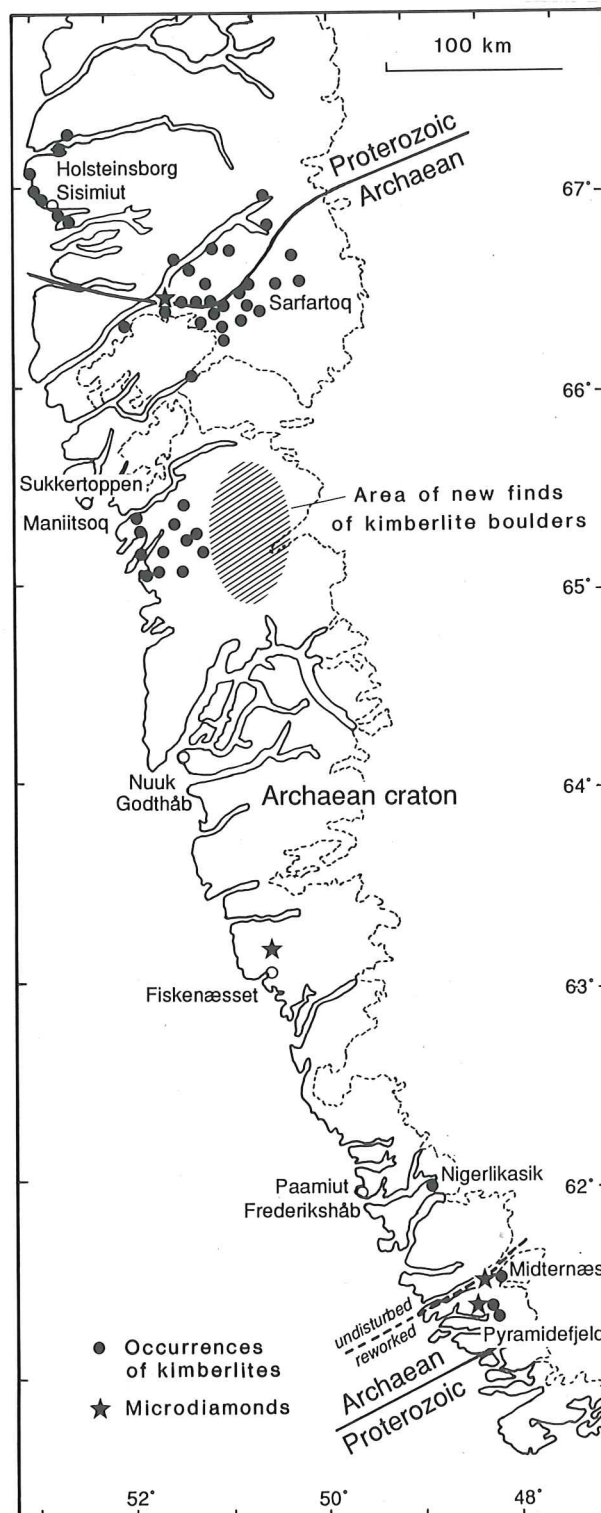 100 km
Proterozoic
Archaean
Holsteinsborg
Sisimiut
67°
Sarfartoq
66°
Sukkertoppen
Maniitsoq
Area of new finds
of kimberlite boulders
65°
Nuuk
Godthåb
64°
Archaean craton
Fiskenæsset
63°
Nigerlikasik
Paamiut
Frederikshåb
62°
Midternæs
undisturbed
reworked
Pyramidefjeld
Occurrences
of kimberlites
Archaean
Proterozoic
Microdiamonds
52°
50°
48°